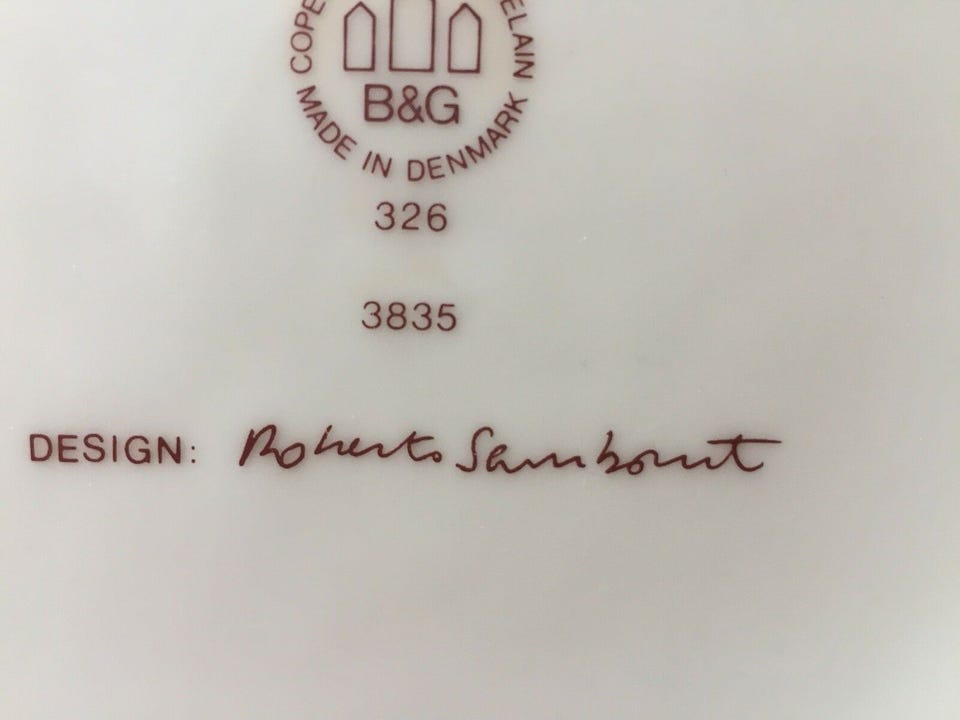 COPE
ELAIN
B&G
MADE IN DENMARK
326
3835
DESIGN: Roberto Sambonet